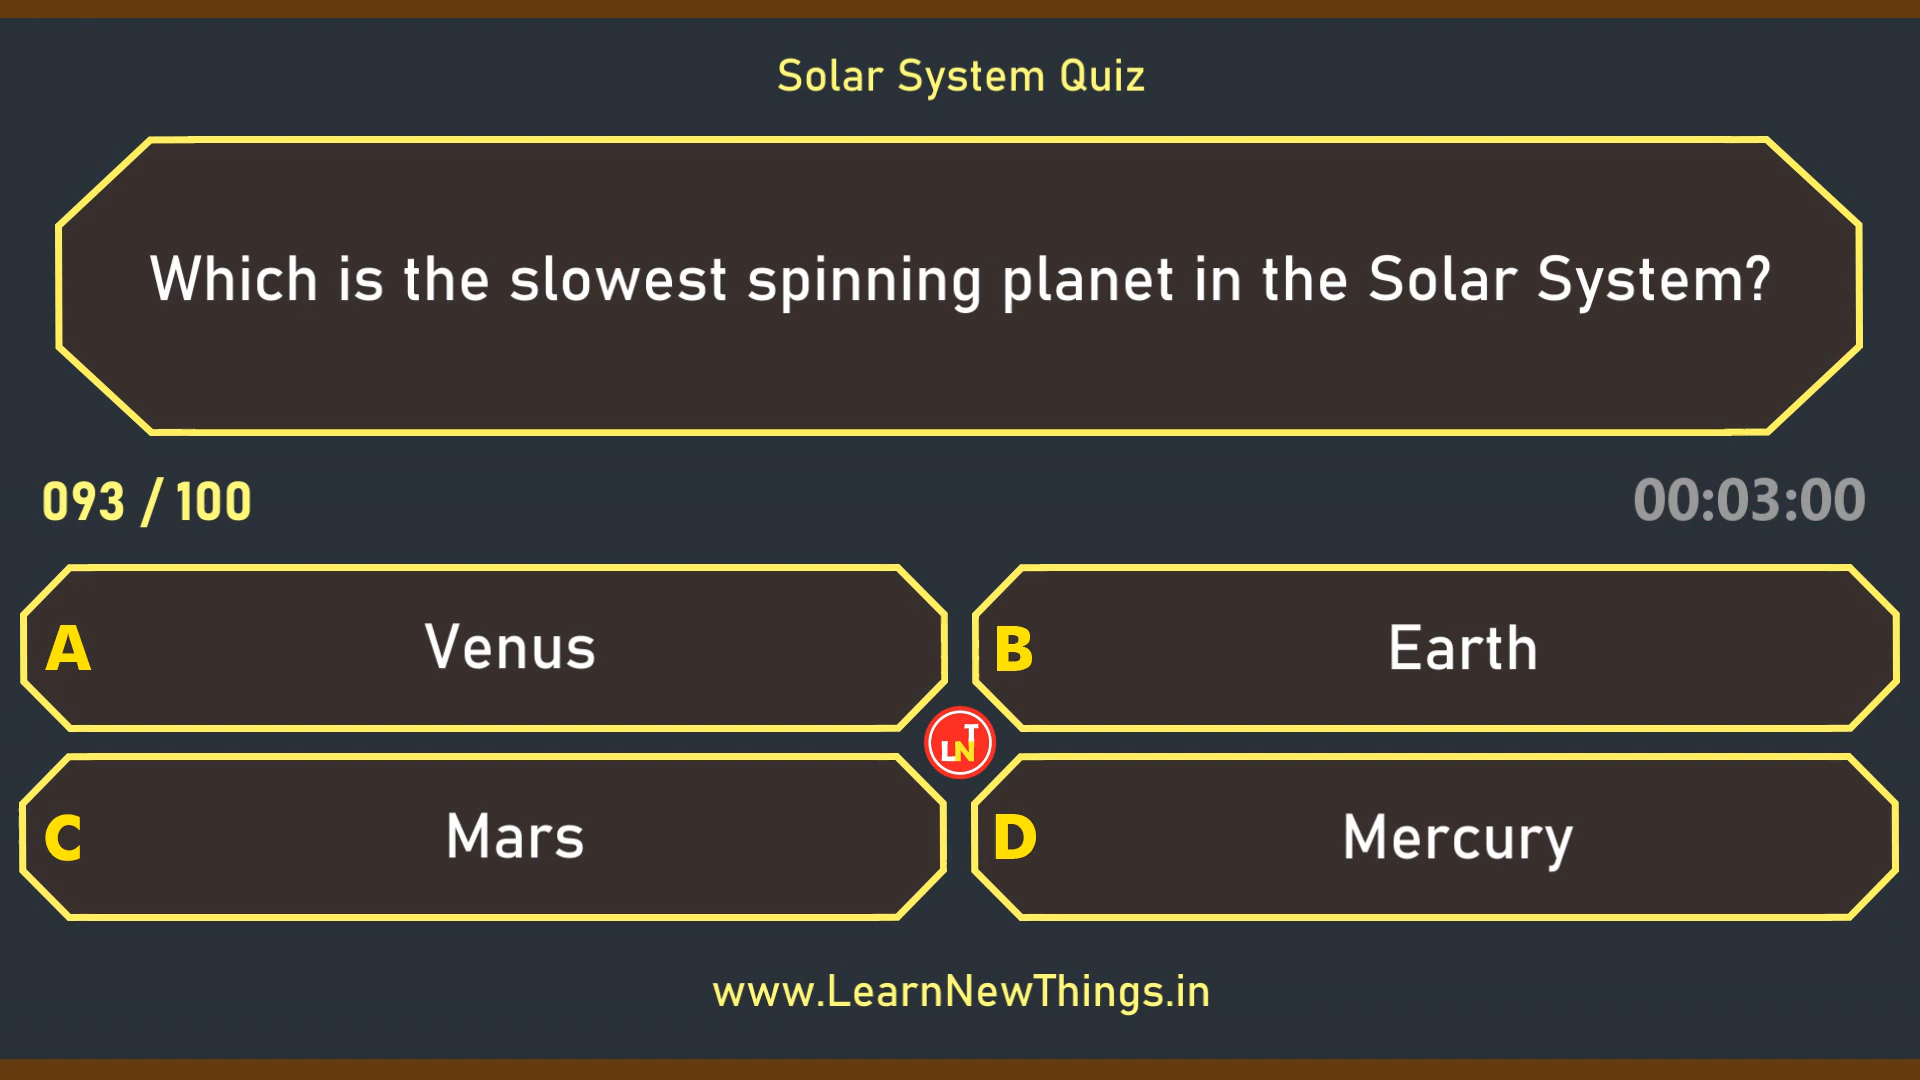 Solar System Quiz
Which is the slowest spinning planet in the Solar System?
093 / 100
00:03:00
A
Venus
B
Earth
LNT
C
Mars
D
Mercury
www.LearnNewThings.in